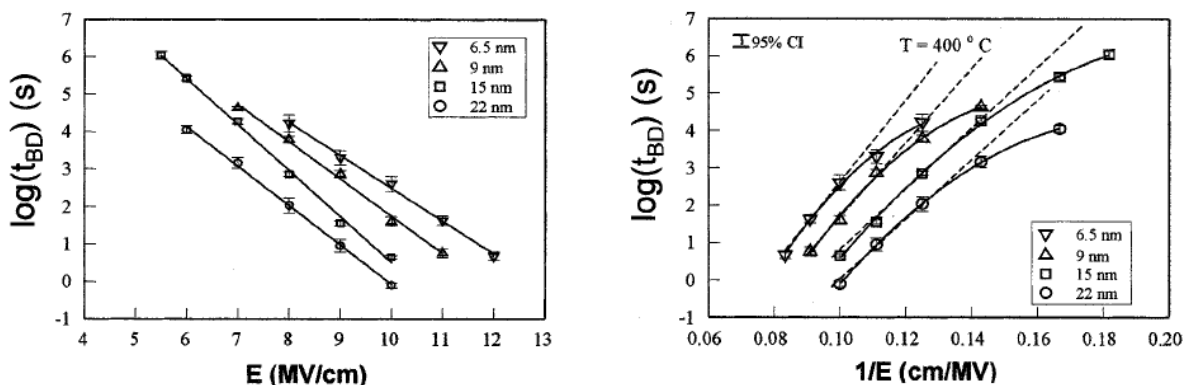 log(t_BD) (s)
6
5
4
3
2
1
0
-1
6.5 nm
9 nm
15 nm
22 nm
4 5 6 7 8 9 10 11 12 13
E (MV/cm)
log(t_BD) (s)
7
6
5
4
3
2
1
0
-1
95% CI
T = 400 ° C
6.5 nm
9 nm
15 nm
22 nm
0.06 0.08 0.10 0.12 0.14 0.16 0.18 0.20
1/E (cm/MV)